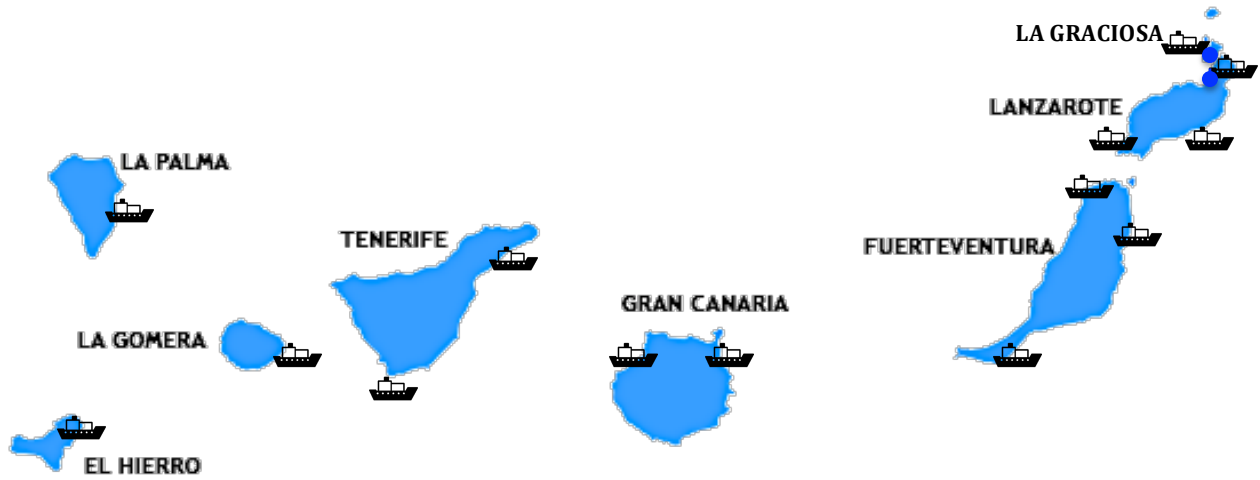 LA GRACIOSA
LANZAROTE
LA PALMA
TENERIFE
FUERTEVENTURA
GRAN CANARIA
LA GOMERA
EL HIERRO